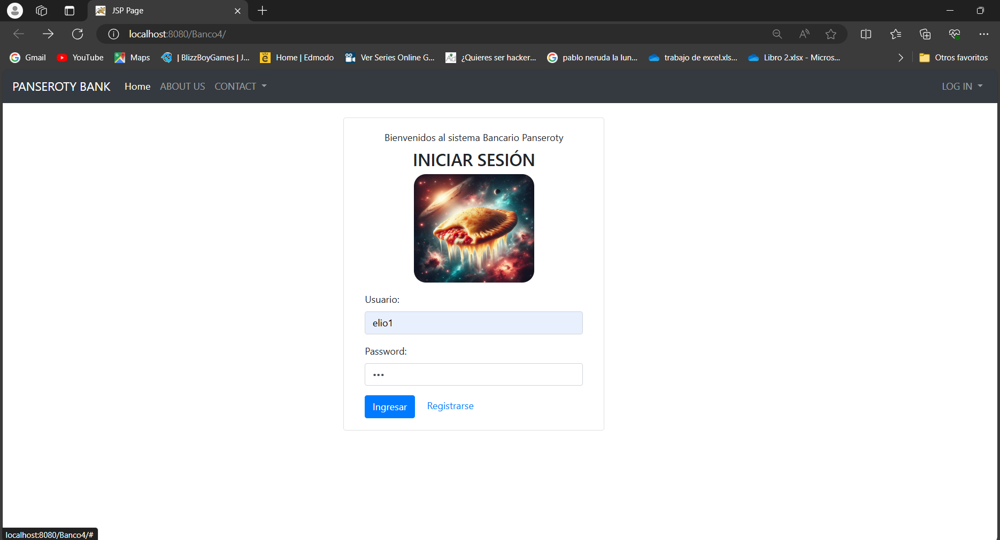 JSP Page
localhost:8080/Banco4/
Gmail YouTube Maps | BlizzBoyGames | J... Home | Edmodo Ver Series Online G... ¿Quieres ser hacker... pablo neruda la lun... trabajo de excel.xls... Libro 2.xlsx - Micros... Otros favoritos
PANSEROTY BANK Home ABOUT US CONTACT LOG IN
Bienvenidos al sistema Bancario Panseroty
INICIAR SESIÓN
Usuario:
elio1
Password:
•••
Ingresar Registrarse
localhost:8080/Banco4/#